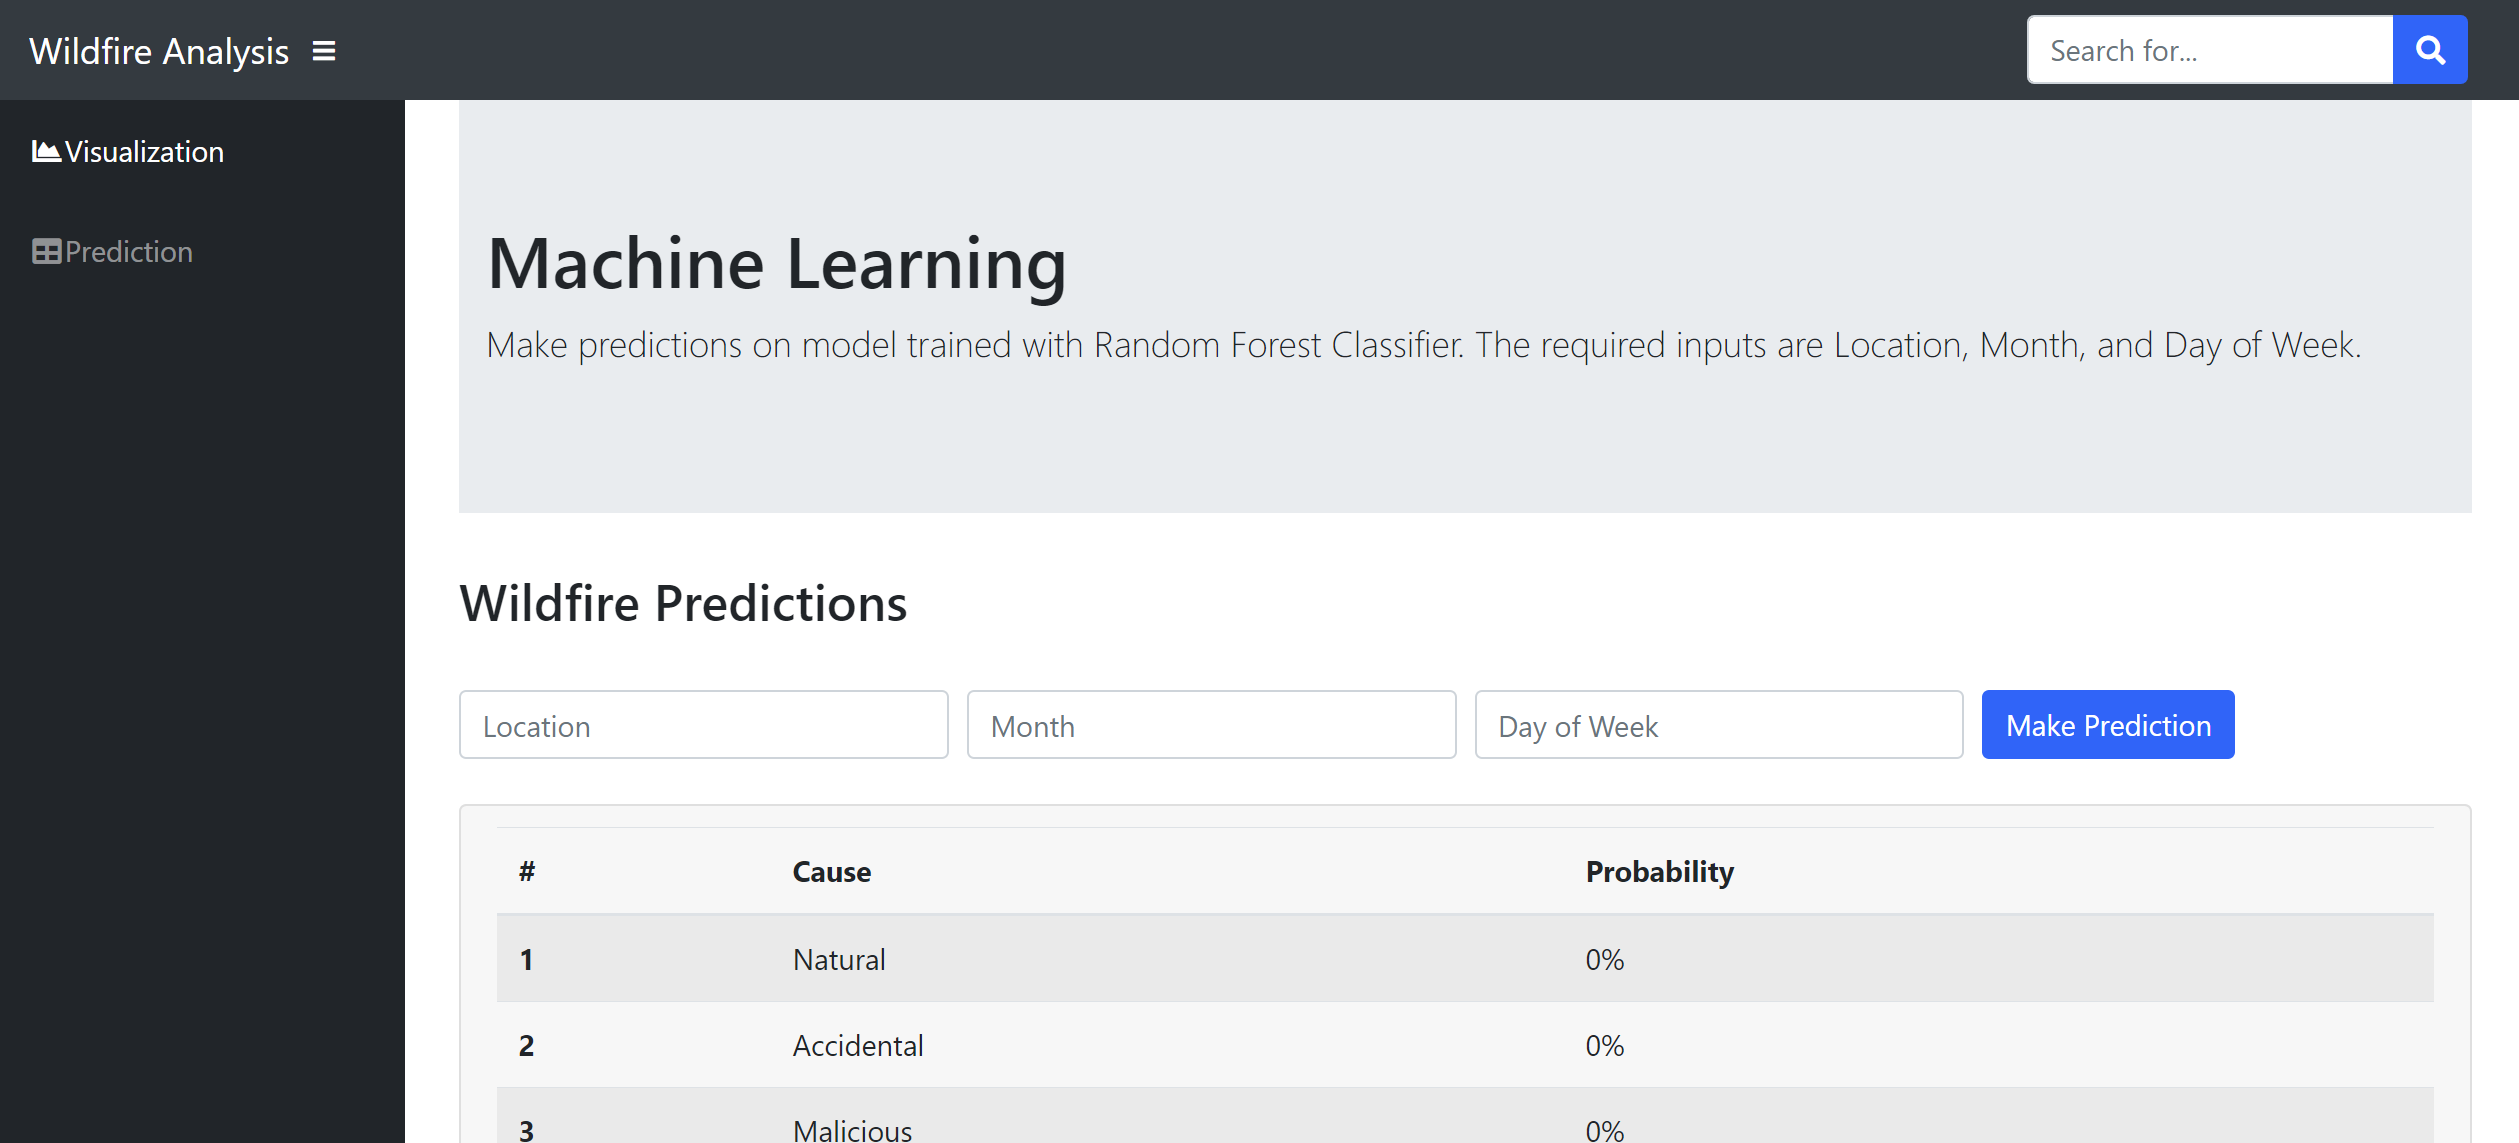 Wildfire Analysis
Search for...
Visualization
Prediction
Machine Learning
Make predictions on model trained with Random Forest Classifier. The required inputs are Location, Month, and Day of Week.
Wildfire Predictions
Location Month Day of Week Make Prediction
# Cause Probability
1 Natural 0%
2 Accidental 0%
3 Malicious 0%